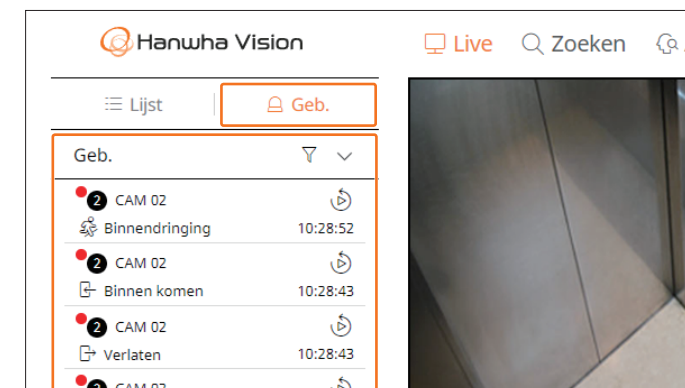 Hanwha Vision
Live
Zoeken
Lijst
Geb.
Geb.
2 CAM 02
Binnendringing 10:28:52
2 CAM 02
Binnen komen 10:28:43
2 CAM 02
Verlaten 10:28:43